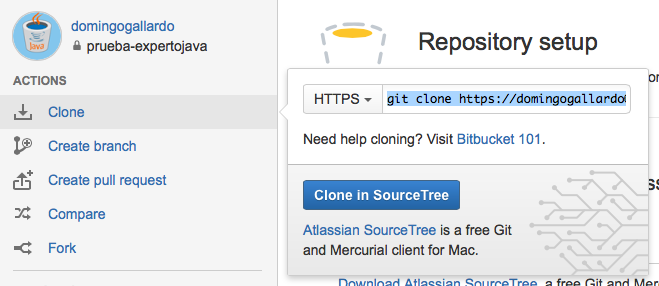 domingogallardo
prueba-expertojava
Java
ACTIONS
Clone
Create branch
Create pull request
Compare
Fork
Repository setup
HTTPS
git clone https://domingogallardo
Need help cloning? Visit Bitbucket 101.
Clone in SourceTree
Atlassian SourceTree is a free Git
and Mercurial client for Mac.
Download Atlassian SourceTree, a free Git and Mer